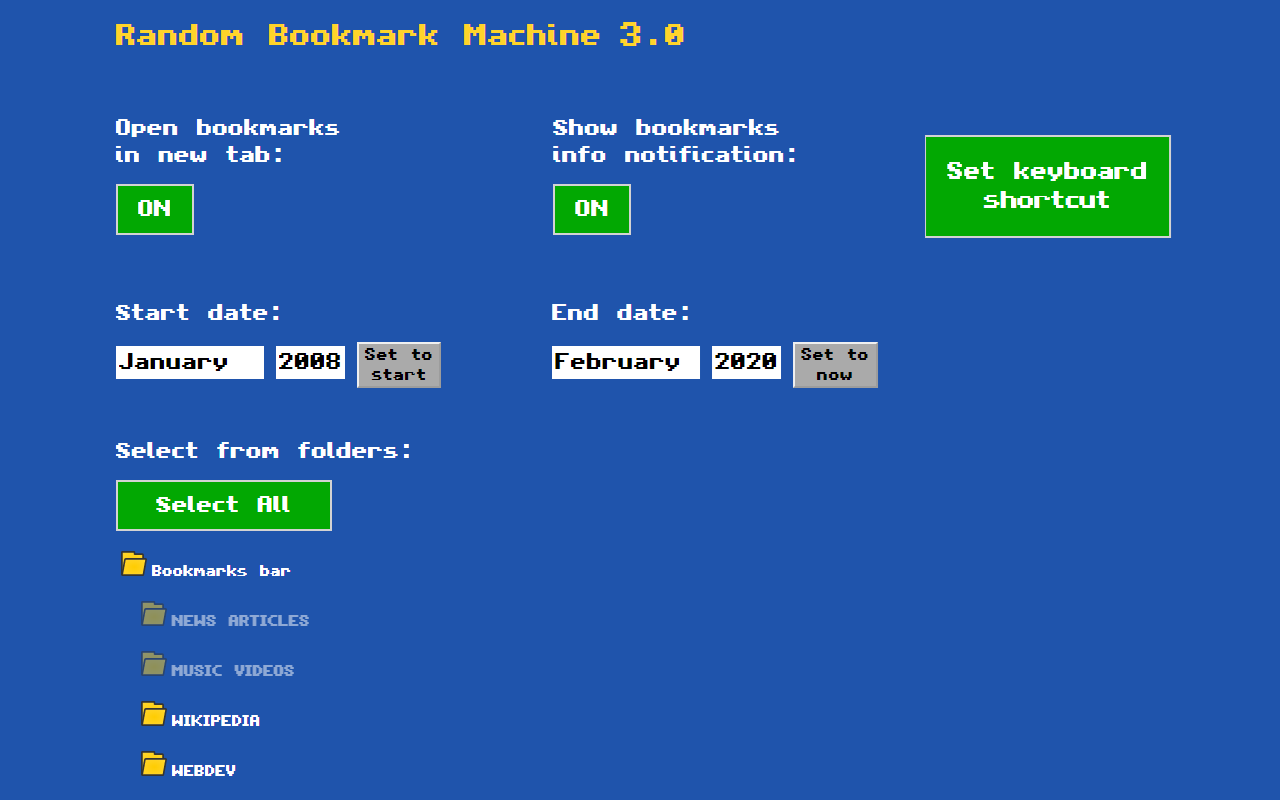 Random Bookmark Machine 3.0
Open bookmarks
in new tab:
ON
Show bookmarks
info notification:
ON
Set keyboard
shortcut
Start date:
January 2008 Set to
start
End date:
February 2020 Set to
now
Select from folders:
Select All
Bookmarks bar
NEWS ARTICLES
MUSIC VIDEOS
WIKIPEDIA
WEBDEV